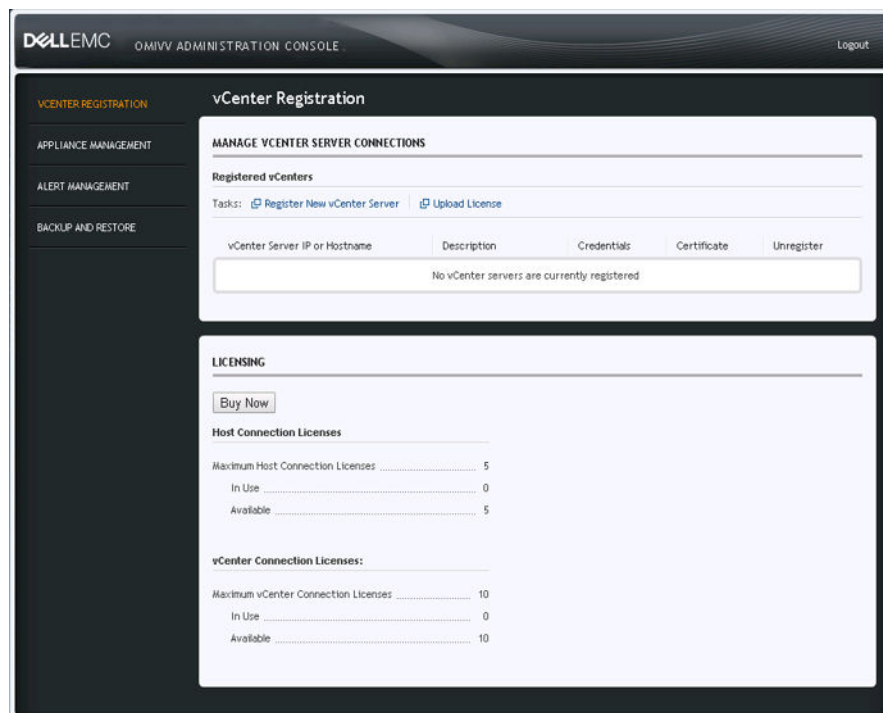 DELLEMC OMIVV ADMINISTRATION CONSOLE Logout
VCENTER REGISTRATION
APPLIANCE MANAGEMENT
ALERT MANAGEMENT
BACKUP AND RESTORE
vCenter Registration
MANAGE VCENTER SERVER CONNECTIONS
Registered vCenters
Tasks: Register New vCenter Server Upload License
vCenter Server IP or Hostname Description Credentials Certificate Unregister
No vCenter servers are currently registered
LICENSING
Buy Now
Host Connection Licenses
Maximum Host Connection Licenses 5
In Use 0
Available 5
vCenter Connection Licenses:
Maximum vCenter Connection Licenses 10
In Use 0
Available 10